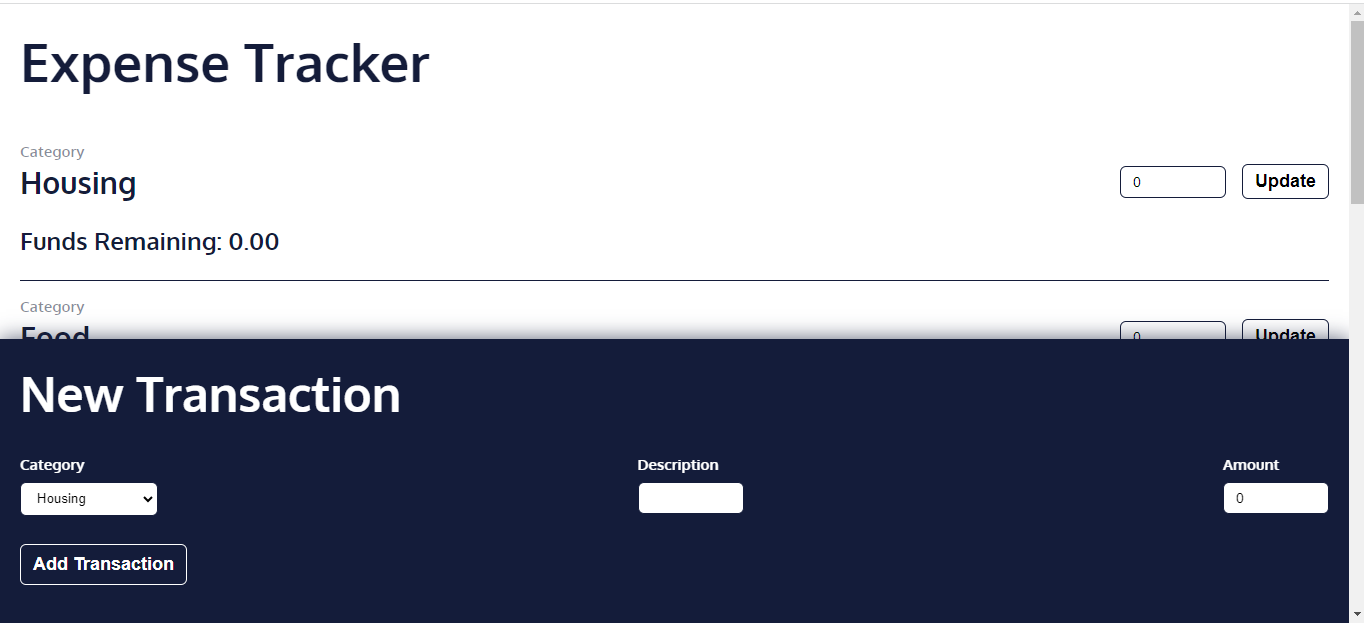 Expense Tracker
Category
Housing
0
Update
Funds Remaining: 0.00
Category
Food
0
Update
New Transaction
Category
Description
Amount
Housing
0
Add Transaction